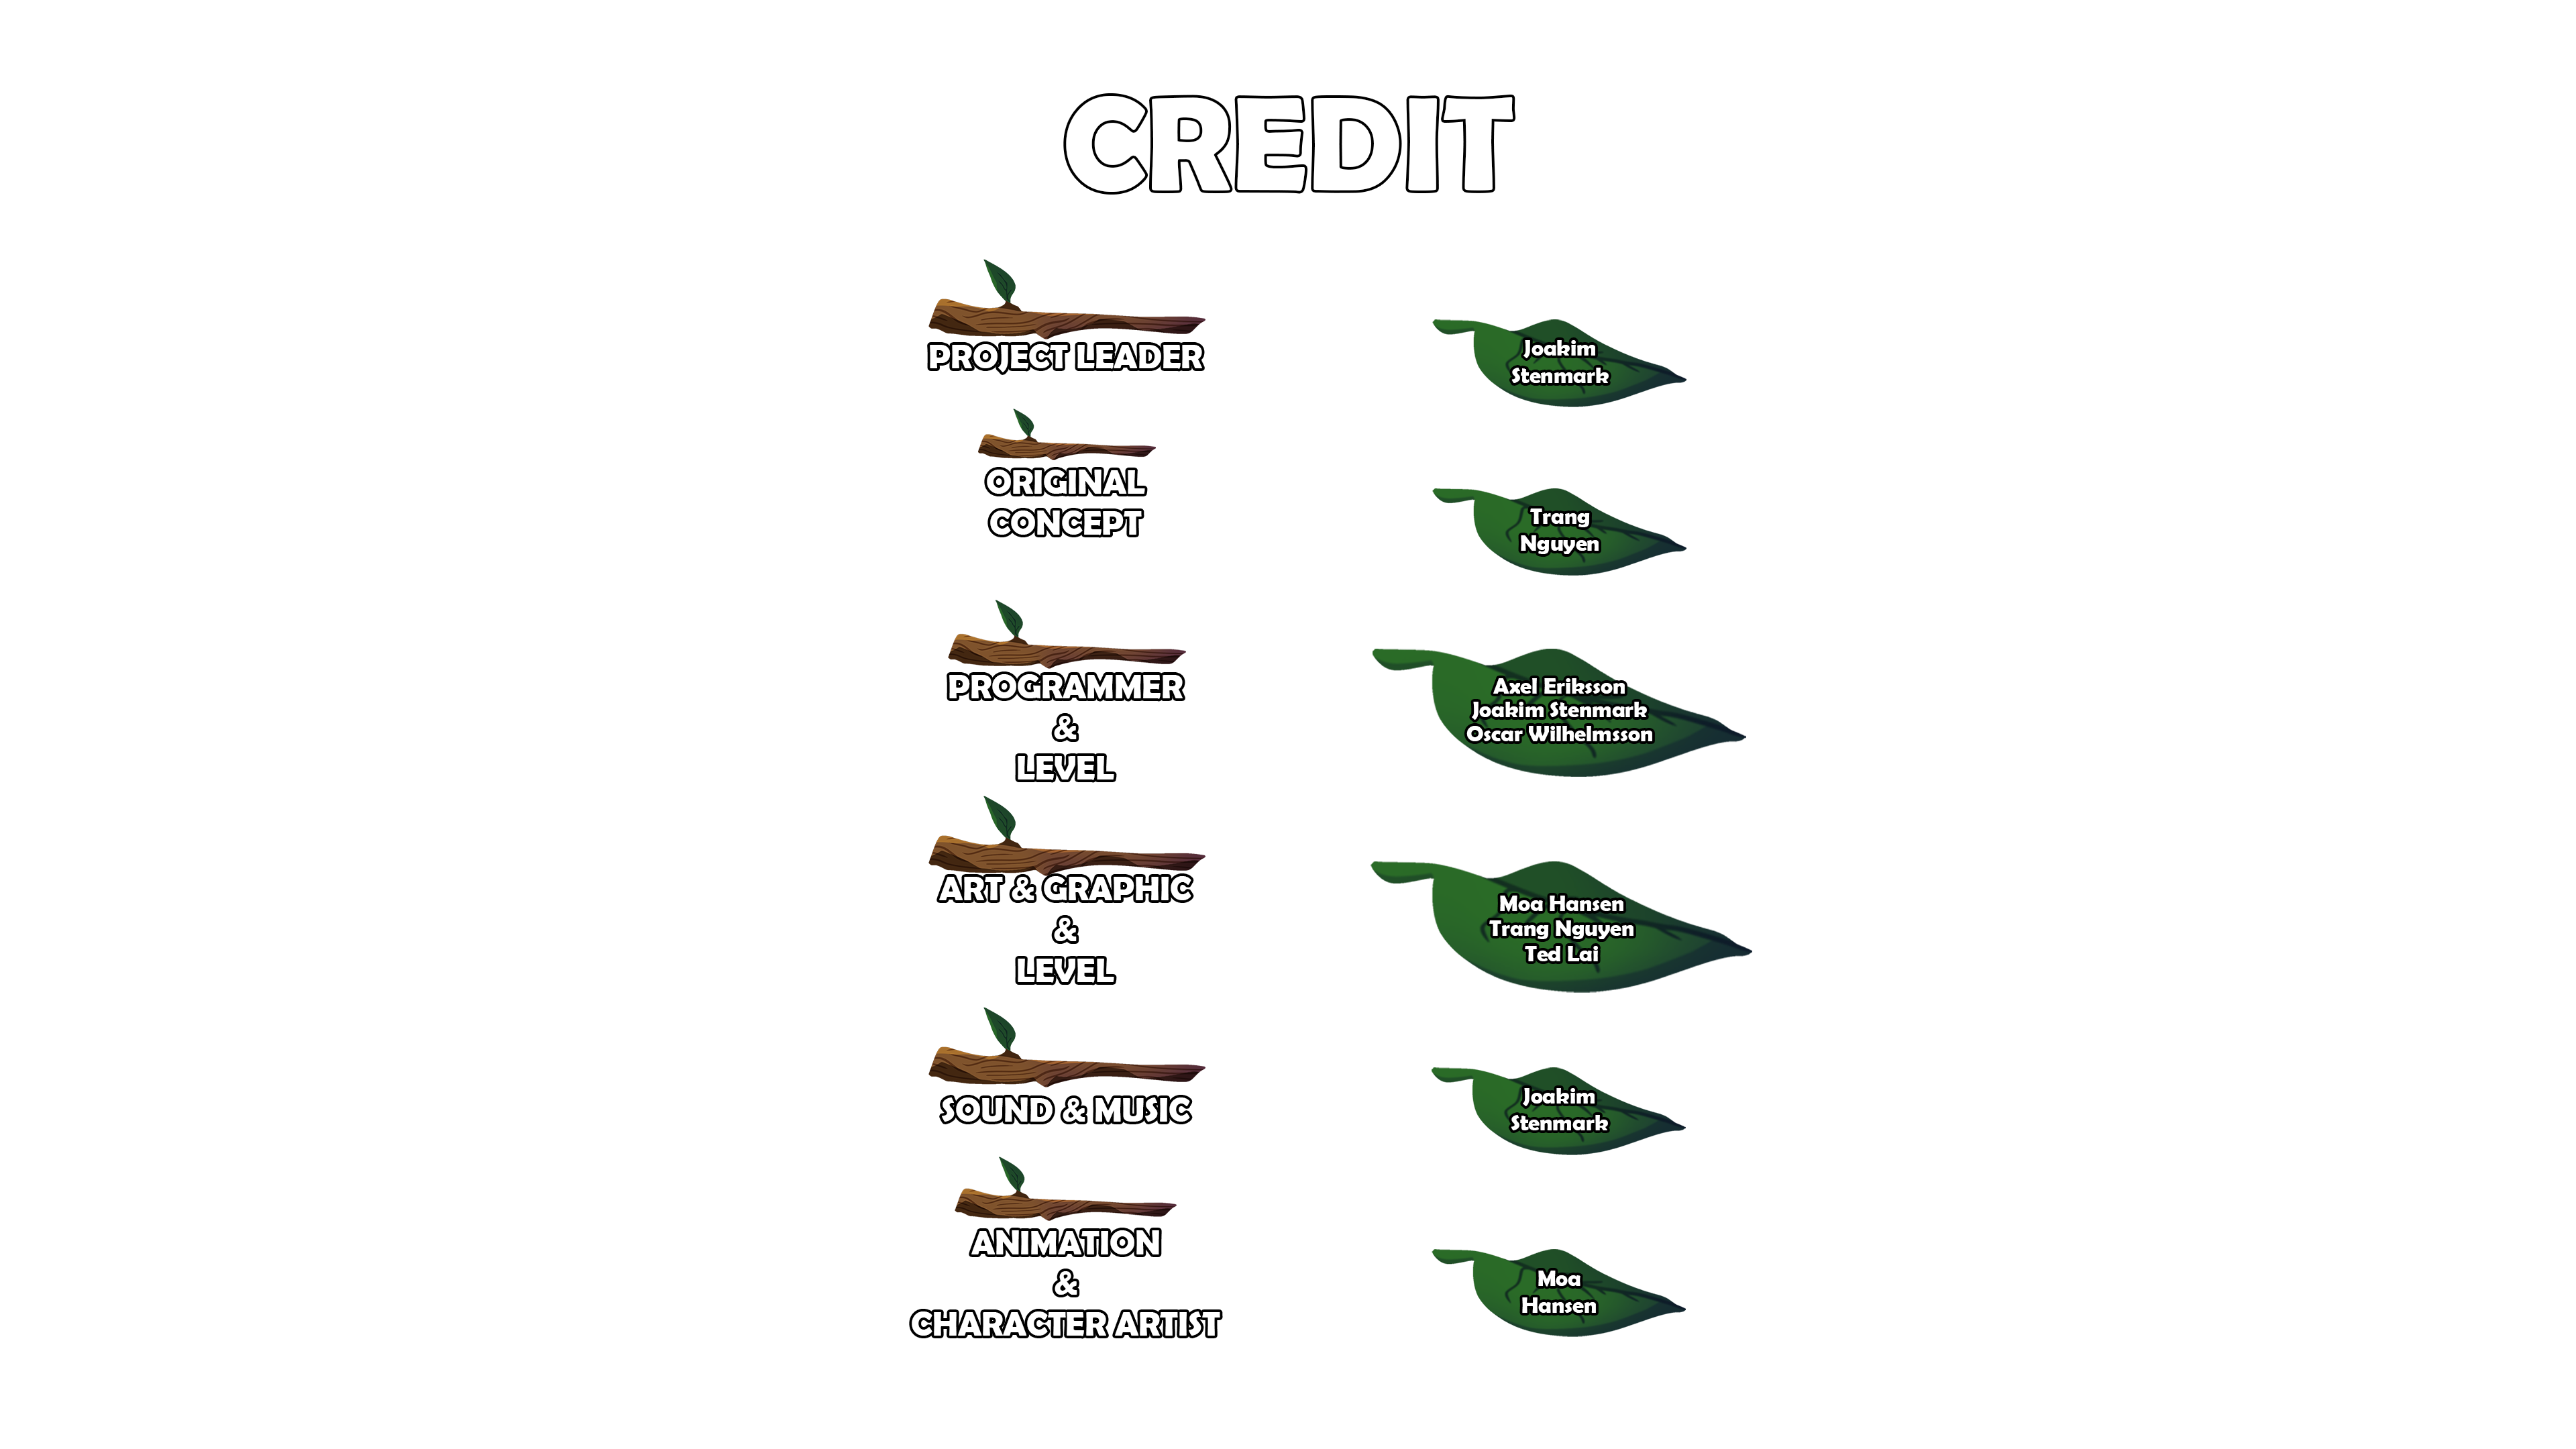 CREDIT
PROJECT LEADER
Joakim
Stenmark
ORIGINAL
CONCEPT
Trang
Nguyen
PROGRAMMER
&
LEVEL
Axel Eriksson
Joakim Stenmark
Oscar Wilhelmsson
ART & GRAPHIC
&
LEVEL
Moa Hansen
Trang Nguyen
Ted Lai
SOUND & MUSIC
Joakim
Stenmark
ANIMATION
&
CHARACTER ARTIST
Moa
Hansen